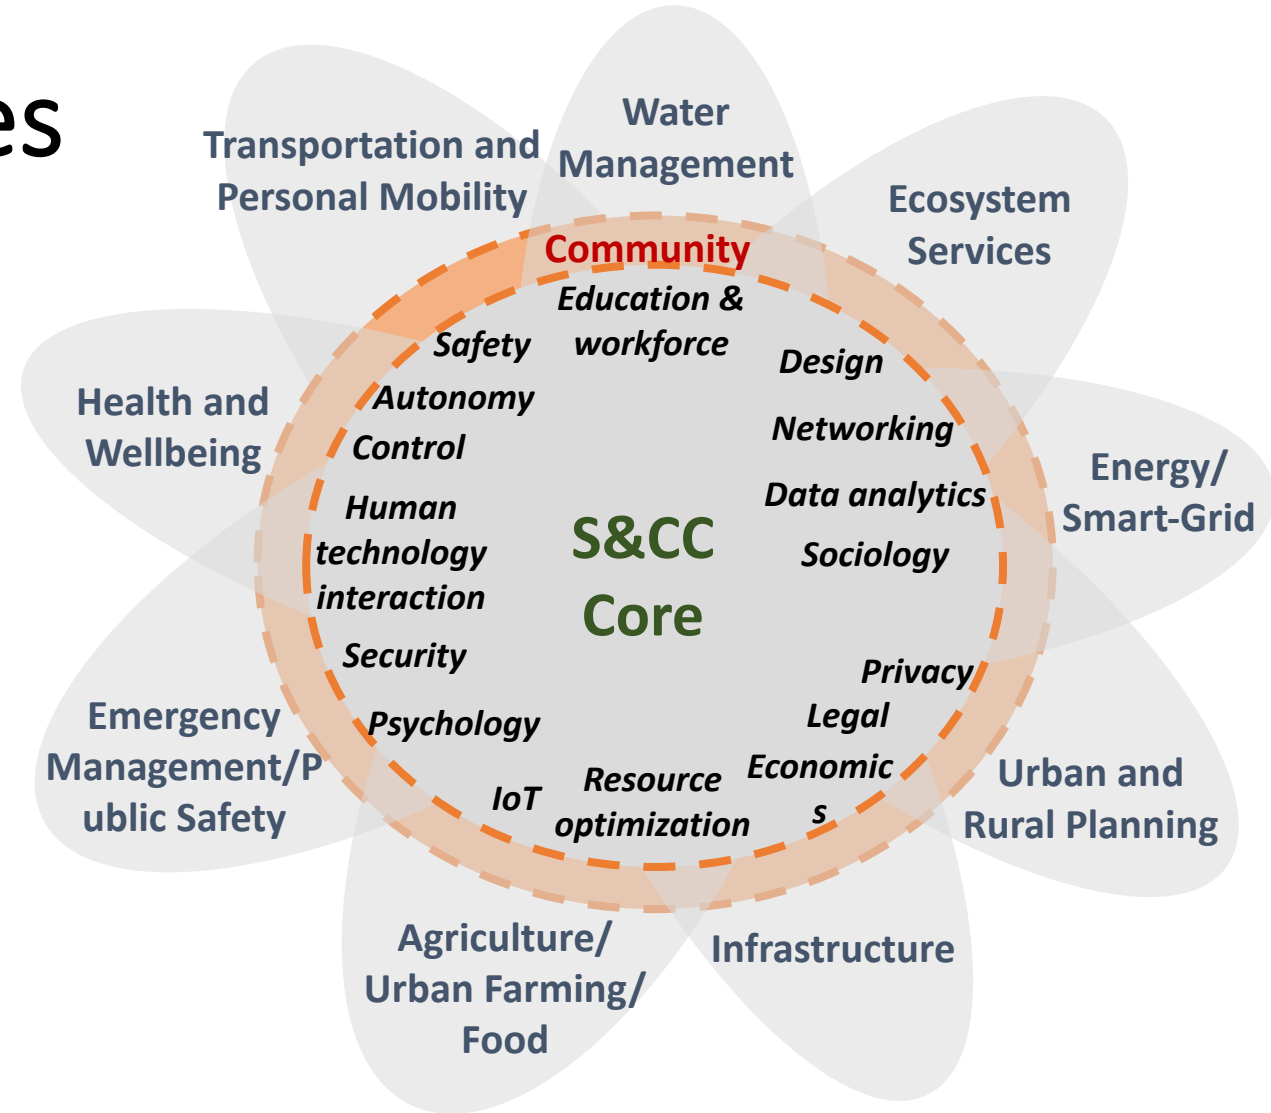 es
Water
Management
Transportation and
Personal Mobility
Ecosystem
Services
Community
Education &
workforce
Safety
Design
Autonomy
Networking
Control
Health and
Wellbeing
Energy/
Smart-Grid
Data analytics
Human
technology
interaction
S&CC
Core
Sociology
Security
Privacy
Legal
Psychology
Economic
s
Emergency
Management/P
ublic Safety
Urban and
Rural Planning
IoT
Resource
optimization
Agriculture/
Urban Farming/
Food
Infrastructure